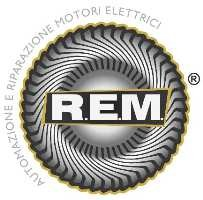 AUTOMAZIONE E RIPARAZIONE MOTORI ELETTRICI
R.E.M.
®